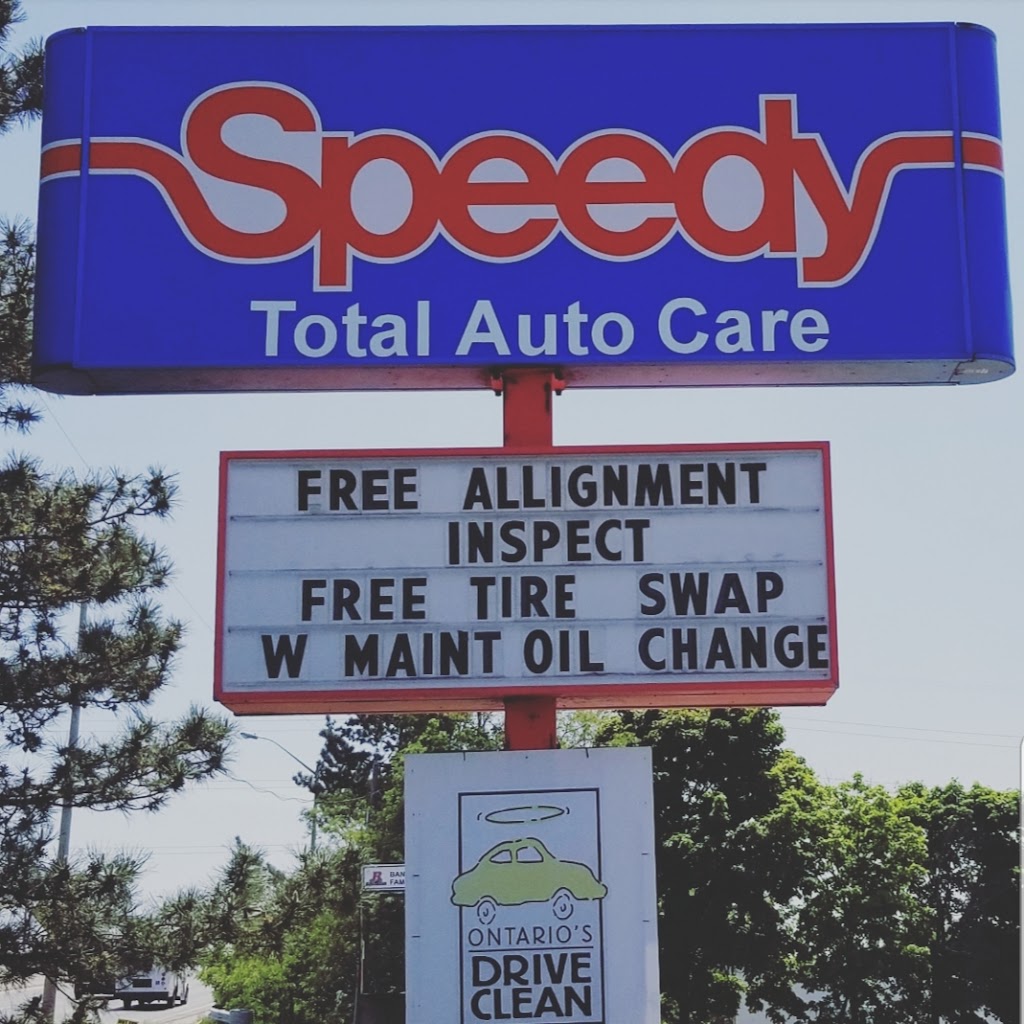 Speedy
Total Auto Care
FREE ALLIGNMENT
INSPECT
FREE TIRE SWAP
W MAINT OIL CHANGE
ONTARIO'S
DRIVE
CLEAN